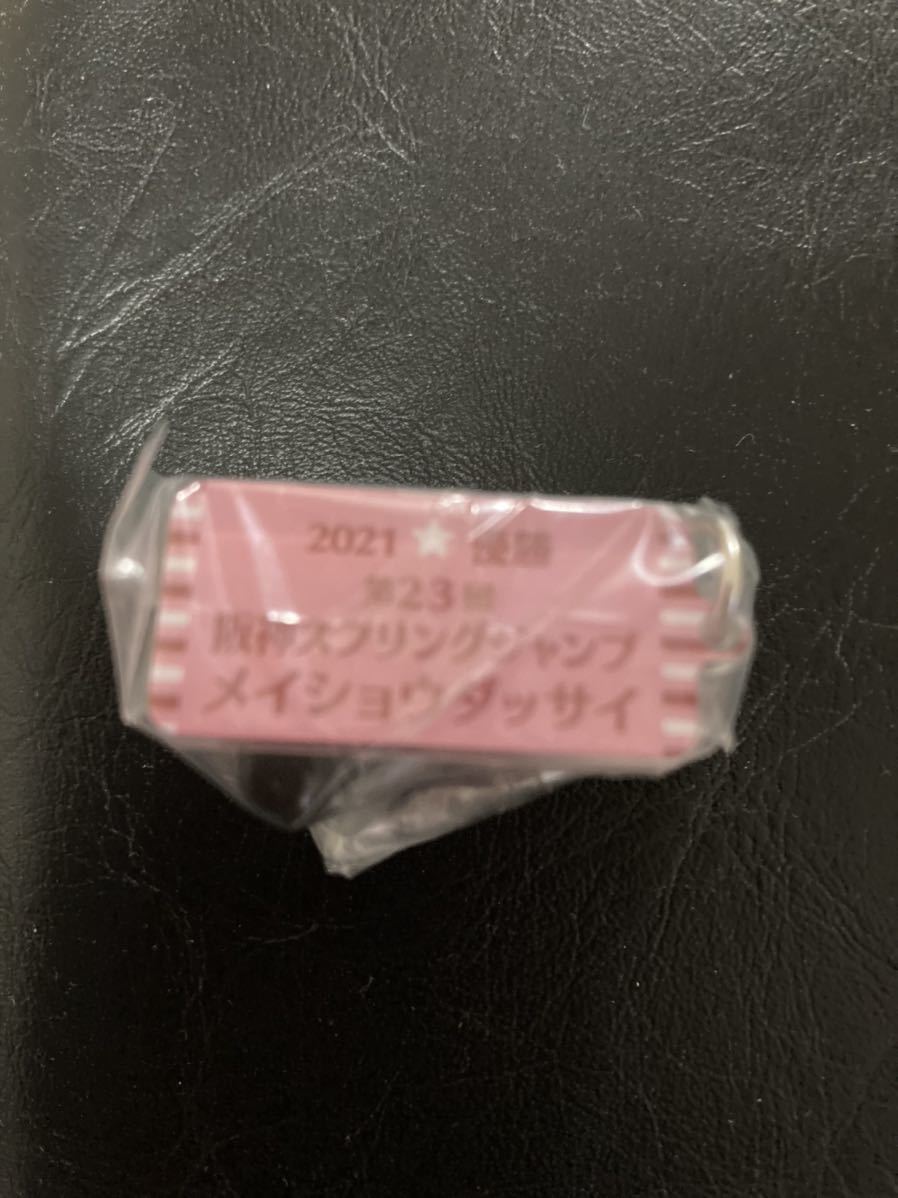 2021 ★ 優勝
第23回
阪神スプリングジャンプ
メイショウダッサイ